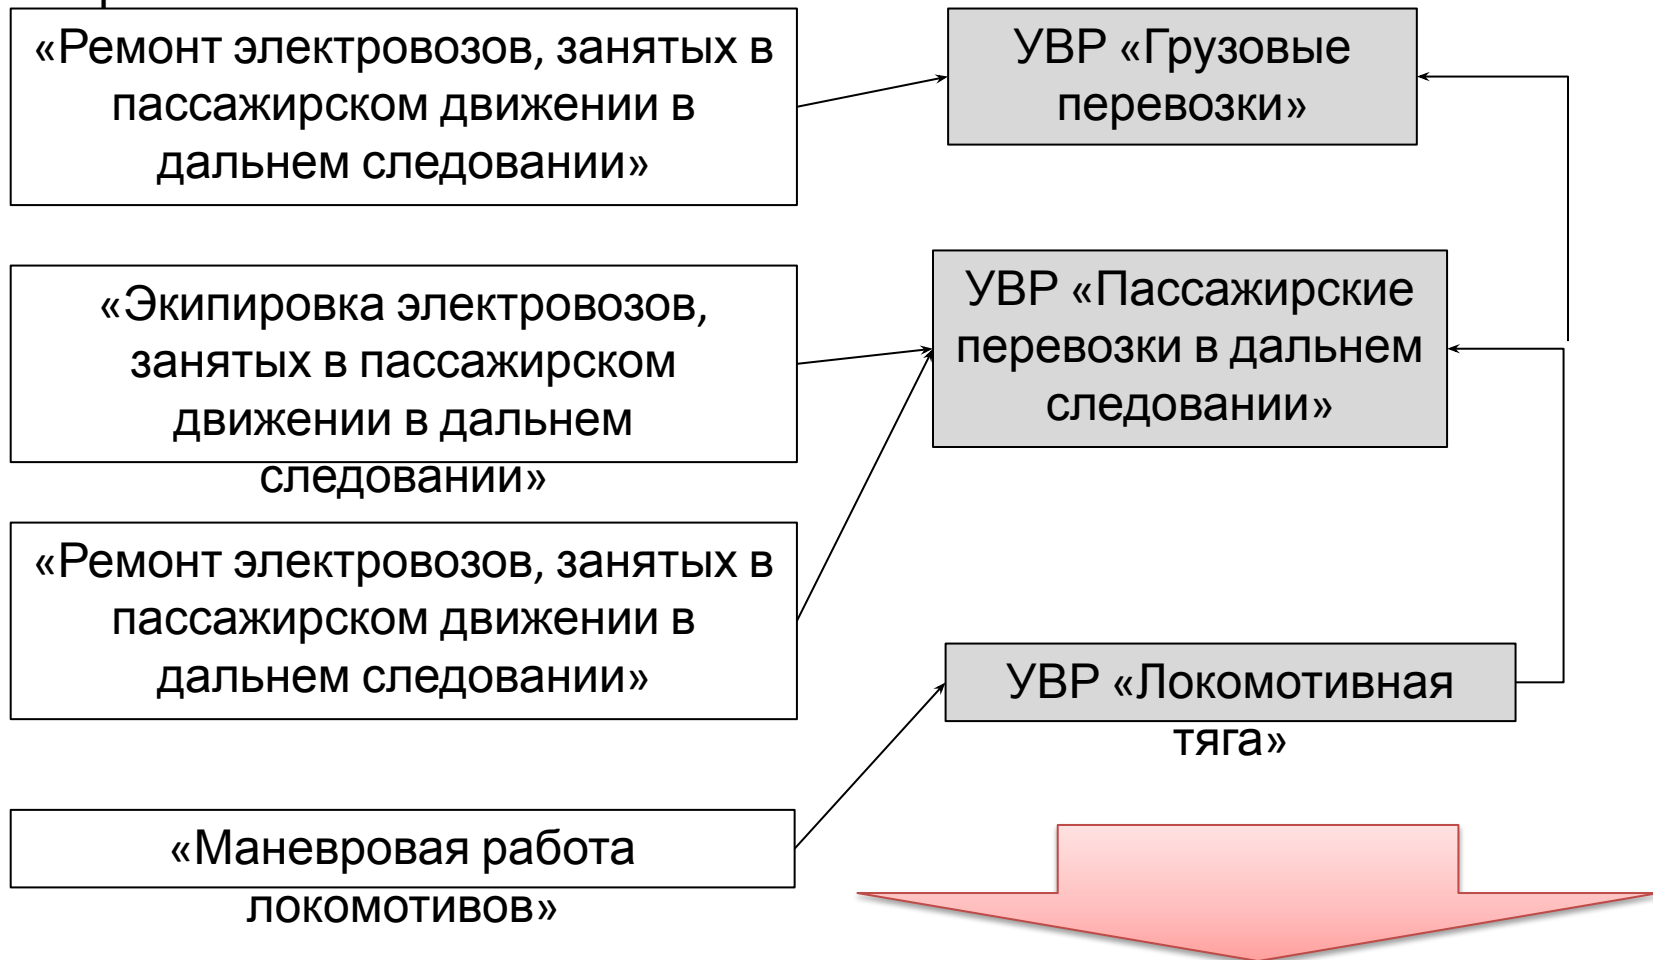 «Ремонт электровозов, занятых в
пассажирском движении в
дальнем следовании»
УВР «Грузовые
перевозки»
«Экипировка электровозов,
занятых в пассажирском
движении в дальнем
следовании»
УВР «Пассажирские
перевозки в дальнем
следовании»
«Ремонт электровозов, занятых в
пассажирском движении в
дальнем следовании»
УВР «Локомотивная
тяга»
«Маневровая работа
локомотивов»